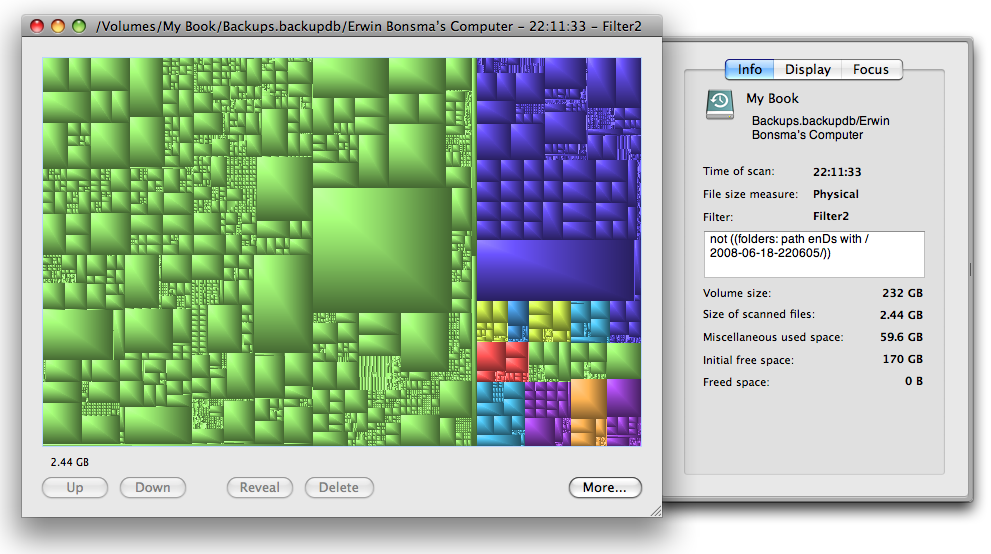 /Volumes/My Book/Backups.backupdb/Erwin Bonsma's Computer - 22:11:33 - Filter2
Info Display Focus
My Book
Backups.backupdb/Erwin
Bonsma's Computer
Time of scan: 22:11:33
File size measure: Physical
Filter: Filter2
not ((folders: path enDs with /
2008-06-18-220605/))
Volume size: 232 GB
Size of scanned files: 2.44 GB
Miscellaneous used space: 59.6 GB
Initial free space: 170 GB
Freed space: 0 B
2.44 GB
Up Down Reveal Delete More...